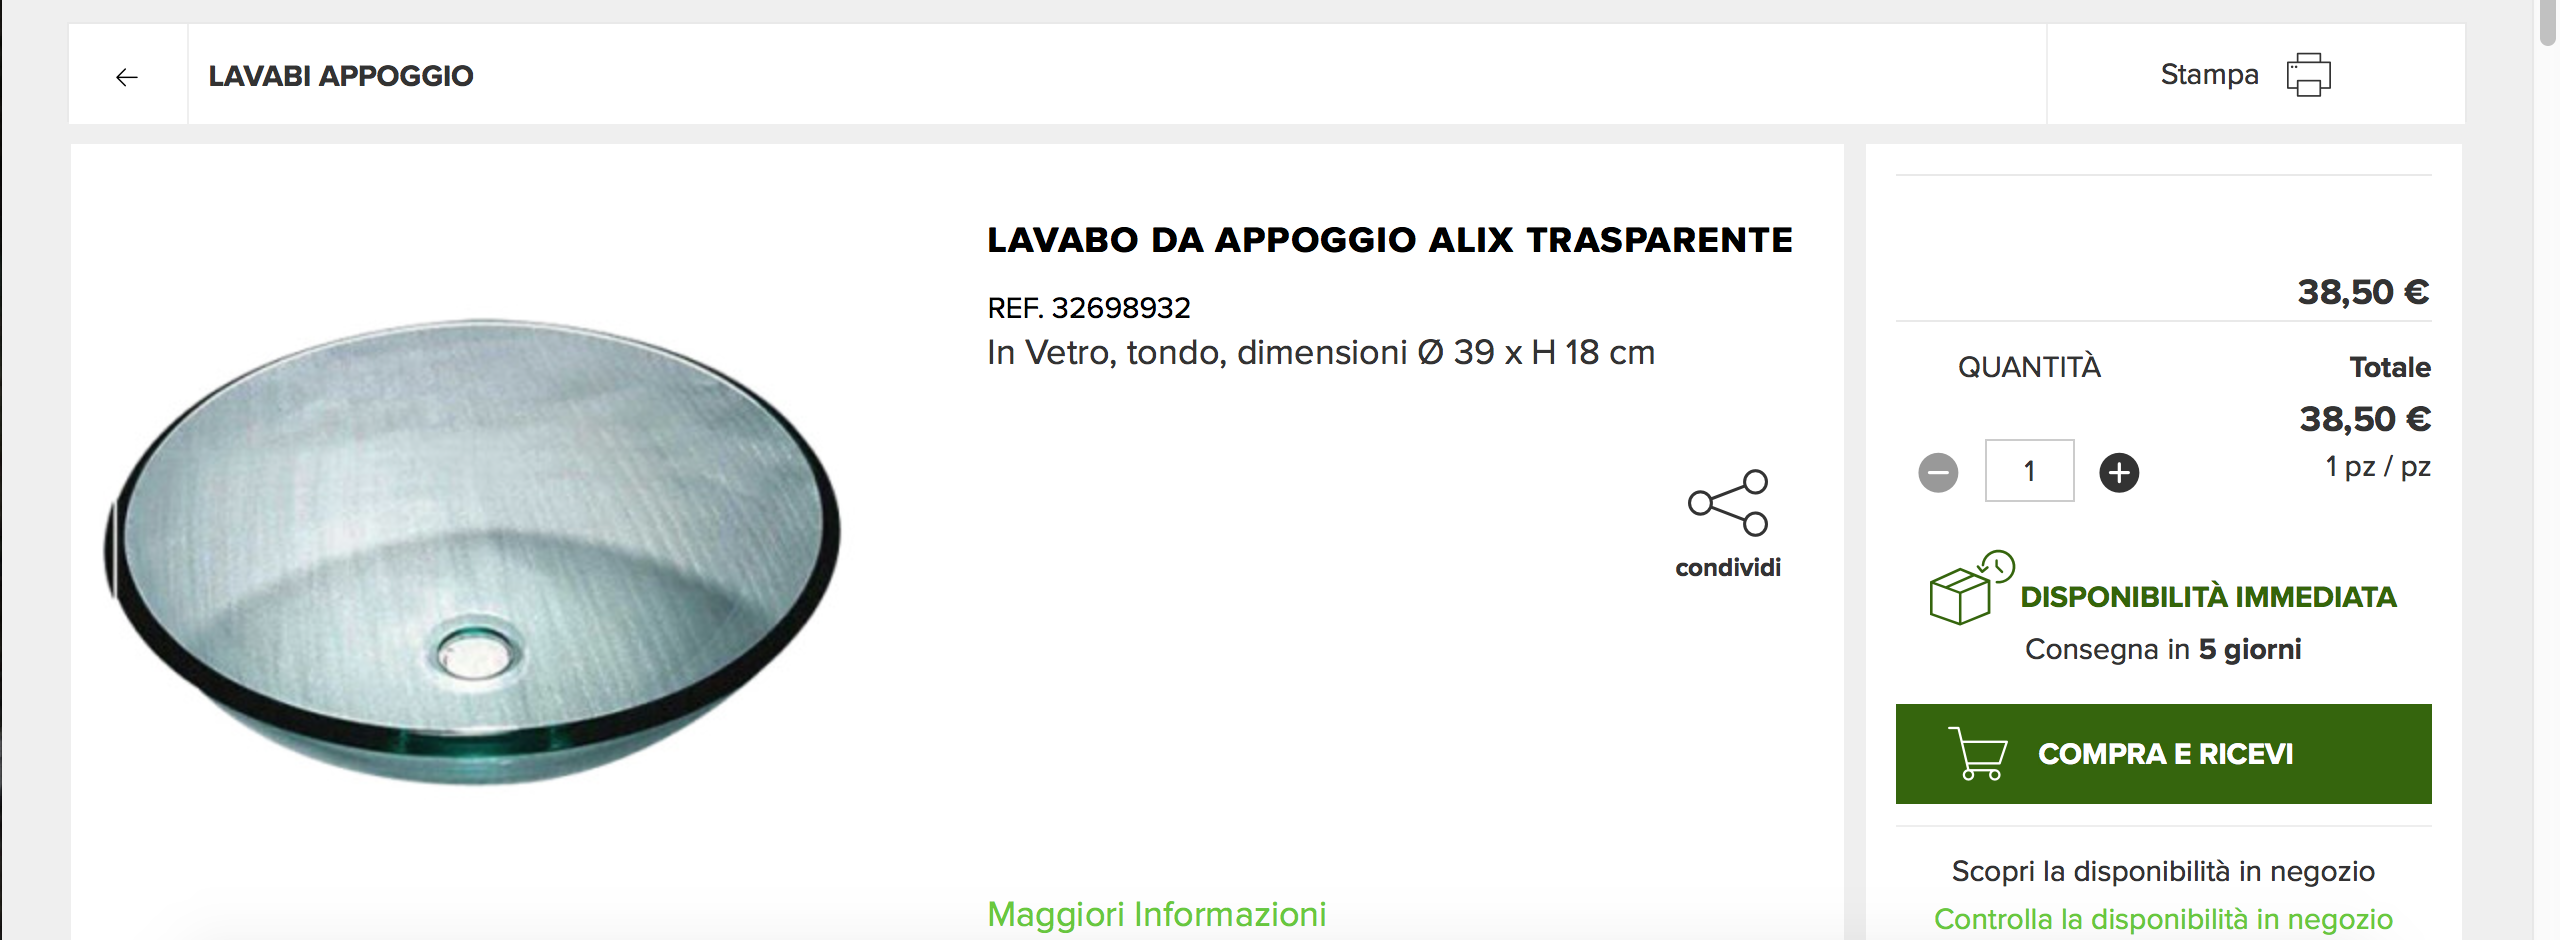 LAVABI APPOGGIO
Stampa
LAVABO DA APPOGGIO ALIX TRASPARENTE
REF. 32698932
In Vetro, tondo, dimensioni Ø 39 x H 18 cm
condividi
Maggiori Informazioni
38,50 €
QUANTITÀ
Totale
38,50 €
1
1 pz / pz
DISPONIBILITÀ IMMEDIATA
Consegna in 5 giorni
COMPRA E RICEVI
Scopri la disponibilità in negozio
Controlla la disponibilità in negozio